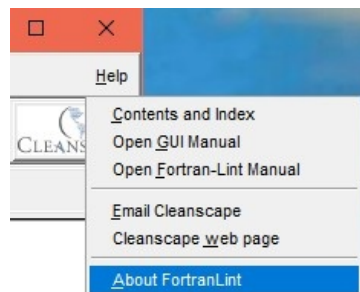 Help
CLEANS
Contents and Index
Open GUI Manual
Open Fortran-Lint Manual
Email Cleanscape
Cleanscape web page
About FortranLint